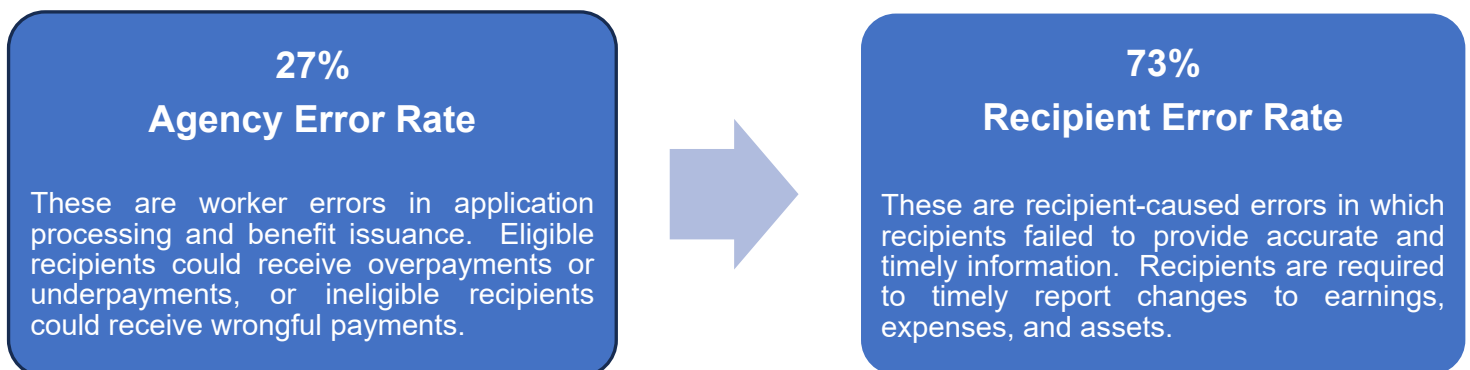 27%
Agency Error Rate
These are worker errors in application
processing and benefit issuance.  Eligible
recipients could receive overpayments or
underpayments, or ineligible recipients
could receive wrongful payments.
73%
Recipient Error Rate
These are recipient-caused errors in which
recipients failed to provide accurate and
timely information.  Recipients are required
to timely report changes to earnings,
expenses, and assets.